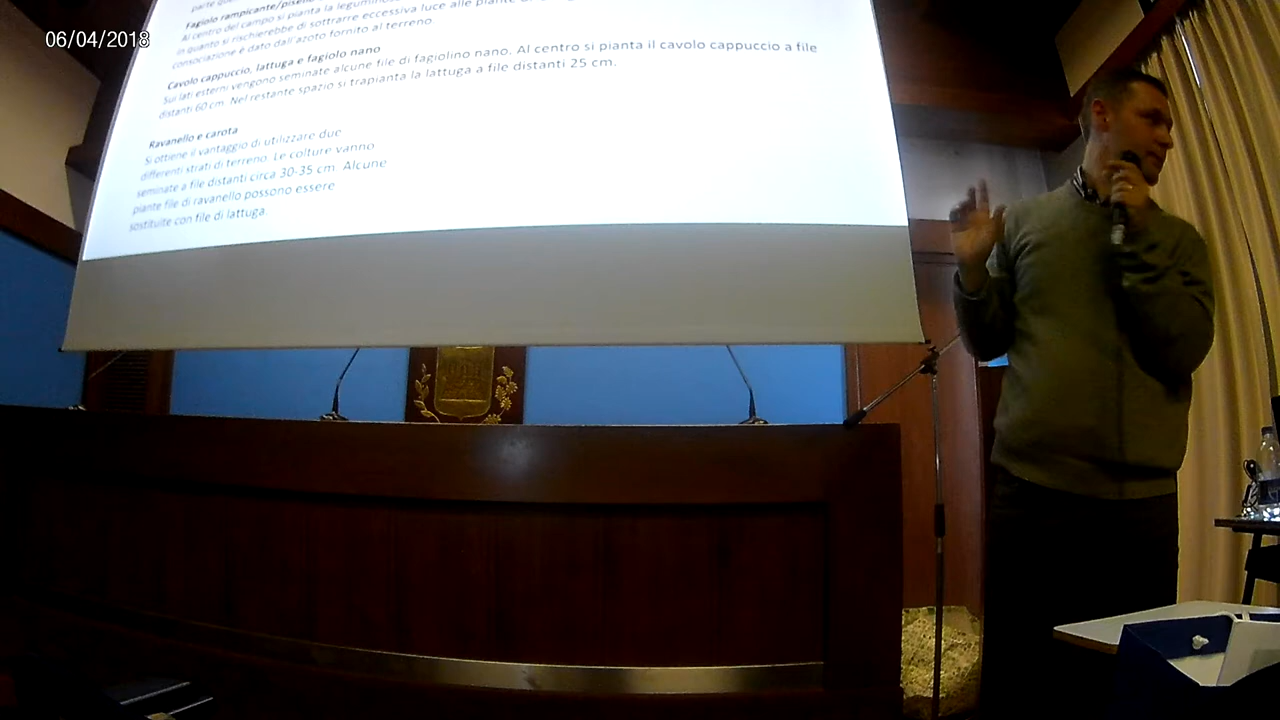 06/04/2018
parte
Fagiolo rampicante/pisello
Al centro del campo si pianta la leguminosa
in quanto si rischierebbe di sottrarre eccessiva luce alle piante
consociazione è dato dall'azoto fornito al terreno.
Cavolo cappuccio, lattuga e fagiolo nano
Sui lati esterni vengono seminate alcune file di fagiolino nano. Al centro si pianta il cavolo cappuccio a file
distanti 60 cm. Nel restante spazio si trapianta la lattuga a file distanti 25 cm.
Ravanello e carota
Si ottiene il vantaggio di utilizzare due
differenti strati di terreno. Le colture vanno
seminate a file distanti circa 30-35 cm. Alcune
piante file di ravanello possono essere
sostituite con file di lattuga.